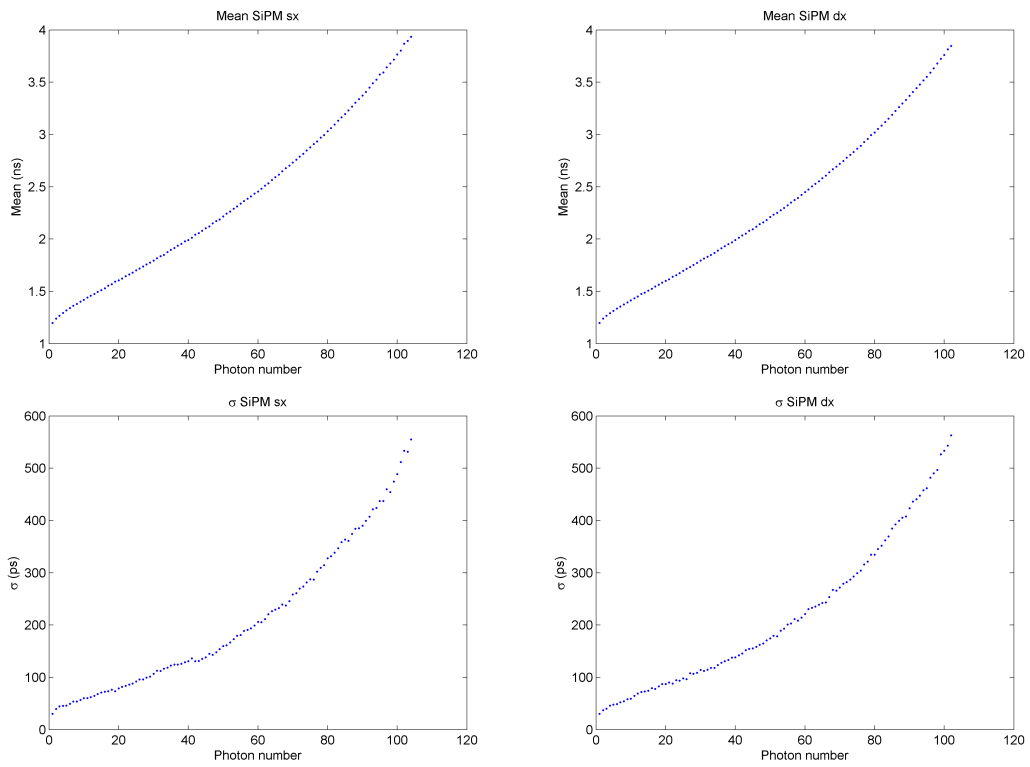 Mean SiPM sx
Mean (ns)
4
3.5
3
2.5
2
1.5
1
0 20 40 60 80 100 120
Photon number
Mean SiPM dx
Mean (ns)
4
3.5
3
2.5
2
1.5
1
0 20 40 60 80 100 120
Photon number
σ SiPM sx
σ (ps)
600
500
400
300
200
100
0
0 20 40 60 80 100 120
Photon number
σ SiPM dx
σ (ps)
600
500
400
300
200
100
0
0 20 40 60 80 100 120
Photon number